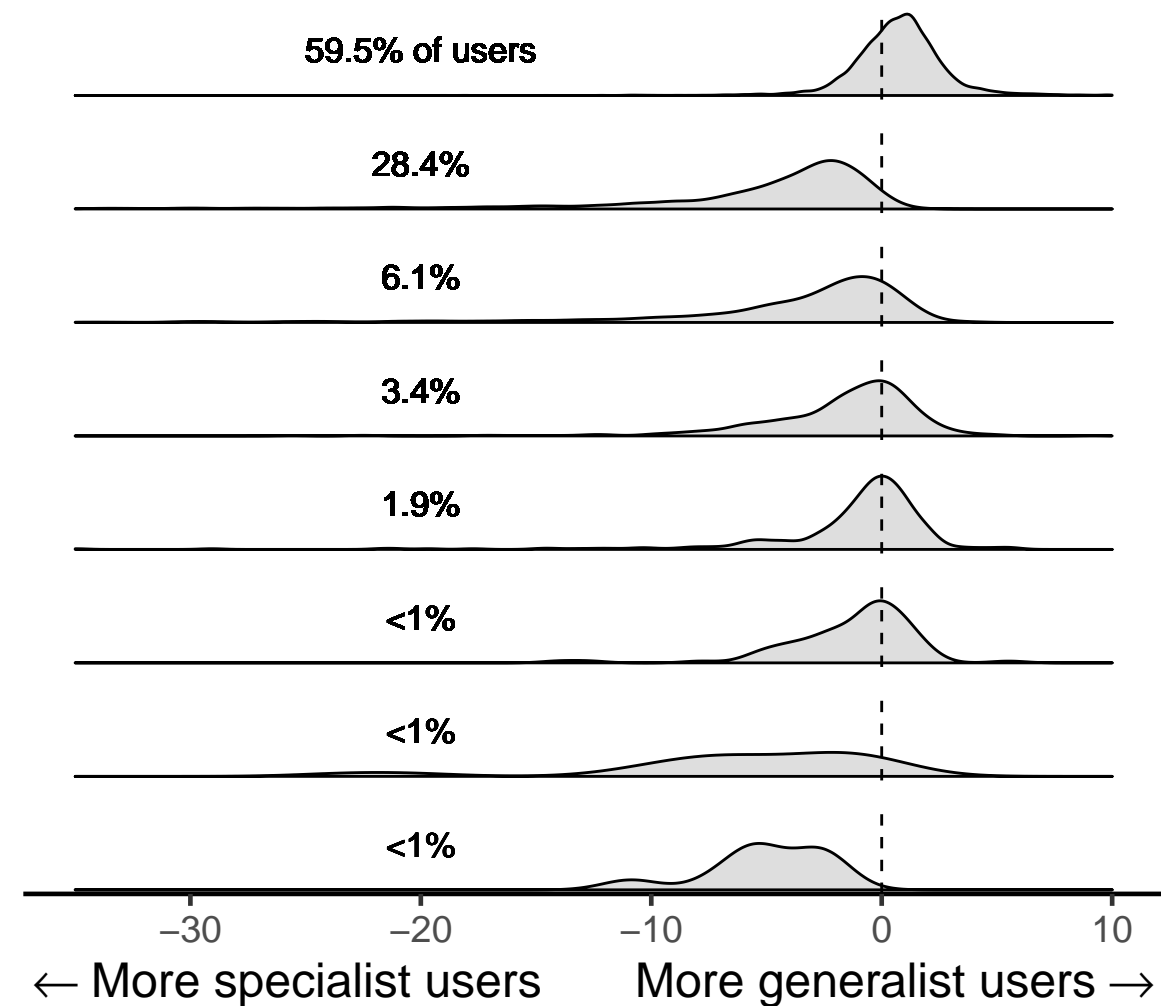 59.5% of users
28.4%
6.1%
3.4%
1.9%
<1%
<1%
<1%
−30 −20 −10 0 10
← More specialist users More generalist users →